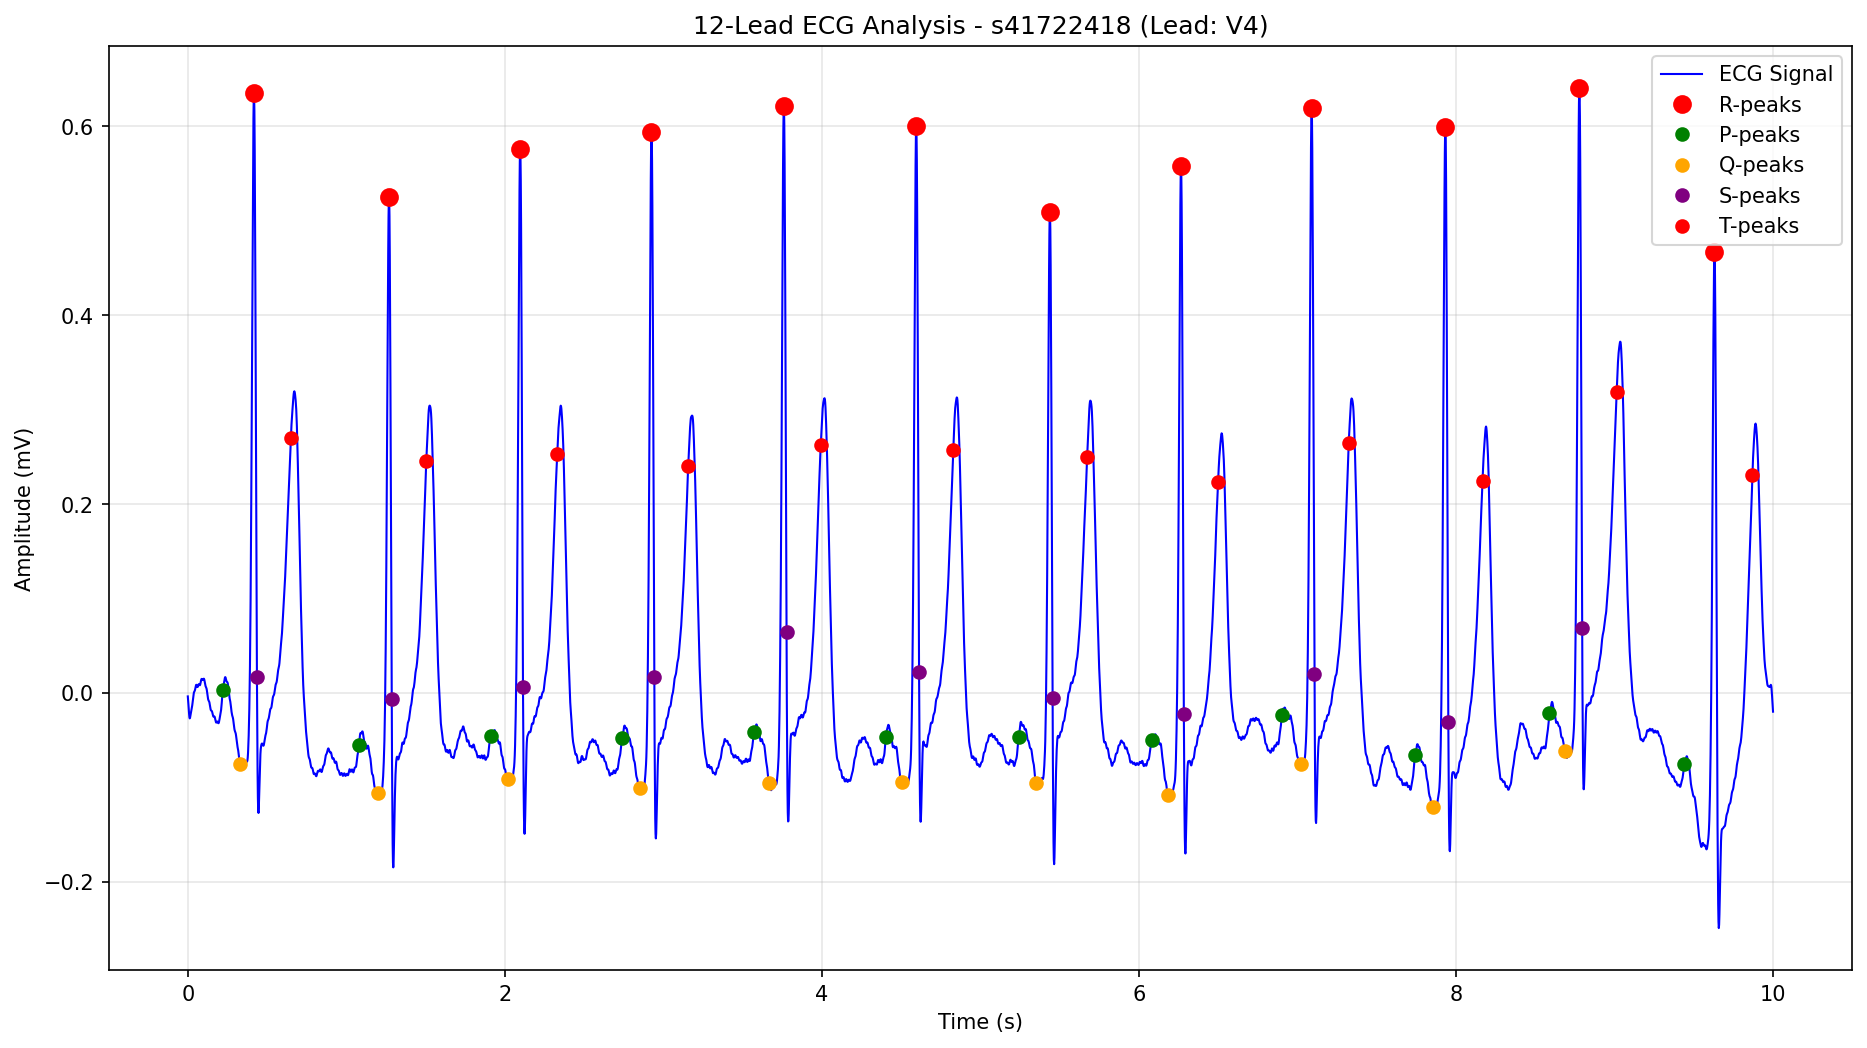 12-Lead ECG Analysis - s41722418 (Lead: V4)
ECG Signal
R-peaks
P-peaks
Q-peaks
S-peaks
T-peaks
Amplitude (mV)
0.6
0.4
0.2
0.0
−0.2
0 2 4 6 8 10
Time (s)